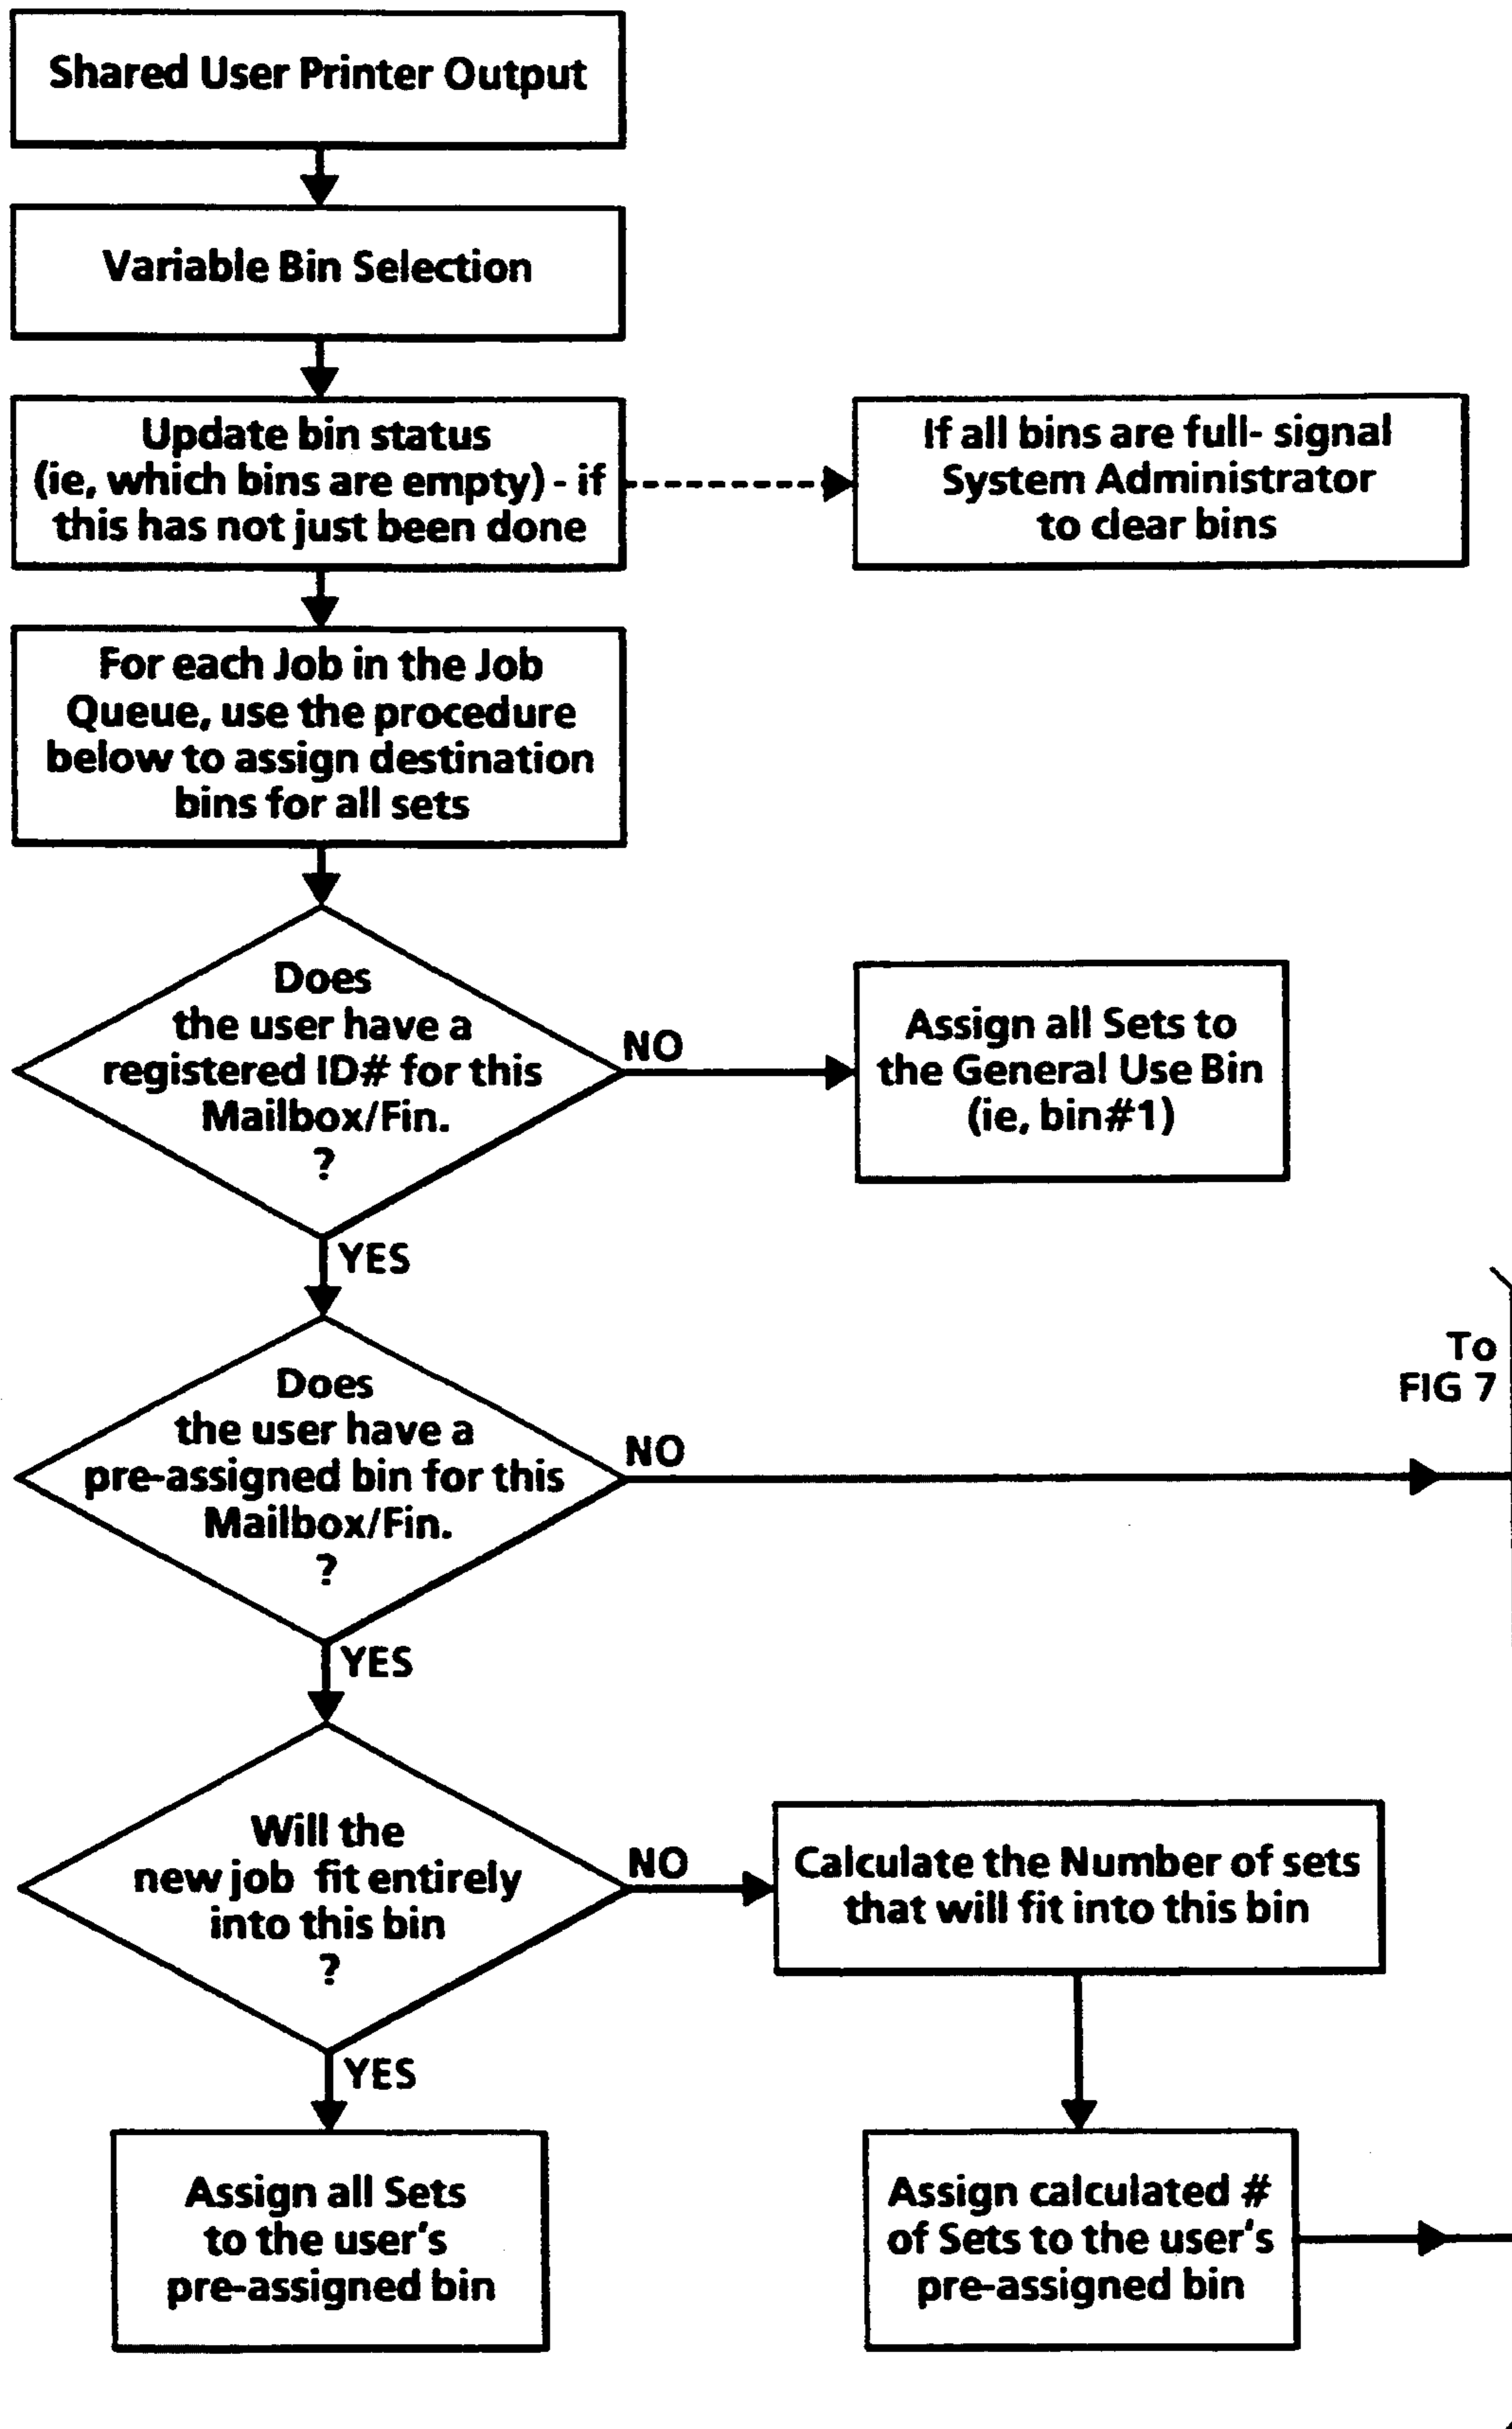 Shared User Printer Output
Variable Bin Selection
Update bin status
(ie, which bins are empty) - if
this has not just been done
If all bins are full- signal
System Administrator
to clear bins
For each Job in the Job
Queue, use the procedure
below to assign destination
bins for all sets
Does
the user have a
registered ID# for this
Mailbox/Fin.
?
NO
Assign all Sets to
the General Use Bin
(ie, bin#1)
YES
Does
the user have a
pre-assigned bin for this
Mailbox/Fin.
?
NO
To
FIG 7
YES
Will the
new job fit entirely
into this bin
?
NO
Calculate the Number of sets
that will fit into this bin
YES
Assign all Sets
to the user's
pre-assigned bin
Assign calculated #
of Sets to the user's
pre-assigned bin